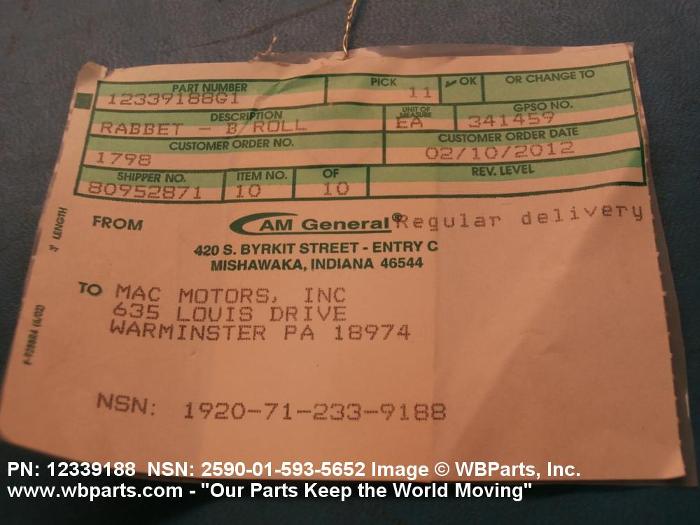 PART NUMBER
12339188G1
PICK
11
OK
OR CHANGE TO
DESCRIPTION
RABBET - B ROLL
UNIT OF MEASURE
EA
GPSO NO.
341459
CUSTOMER ORDER NO.
1798
CUSTOMER ORDER DATE
02/10/2012
SHIPPER NO.
80952871
ITEM NO.
10
OF
10
REV. LEVEL
3' LENGTH
FROM
AM General®
Regular delivery
420 S. BYRKIT STREET - ENTRY C
MISHAWAKA, INDIANA 46544
TO
MAC MOTORS, INC
635 LOUIS DRIVE
WARMINSTER PA 18974
NSN: 1920-71-233-9188
PN: 12339188 NSN: 2590-01-593-5652 Image © WBParts, Inc.
www.wbparts.com - "Our Parts Keep the World Moving"